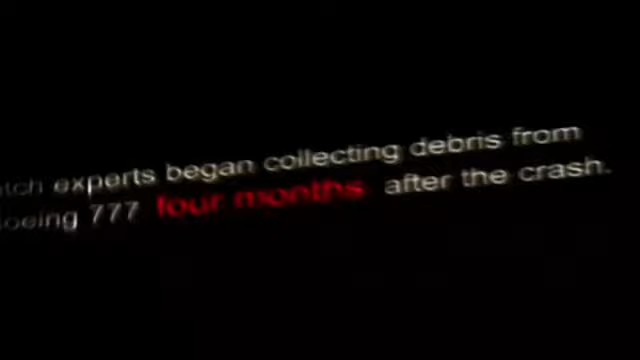 experts began collecting debris from
777 four months after the crash.